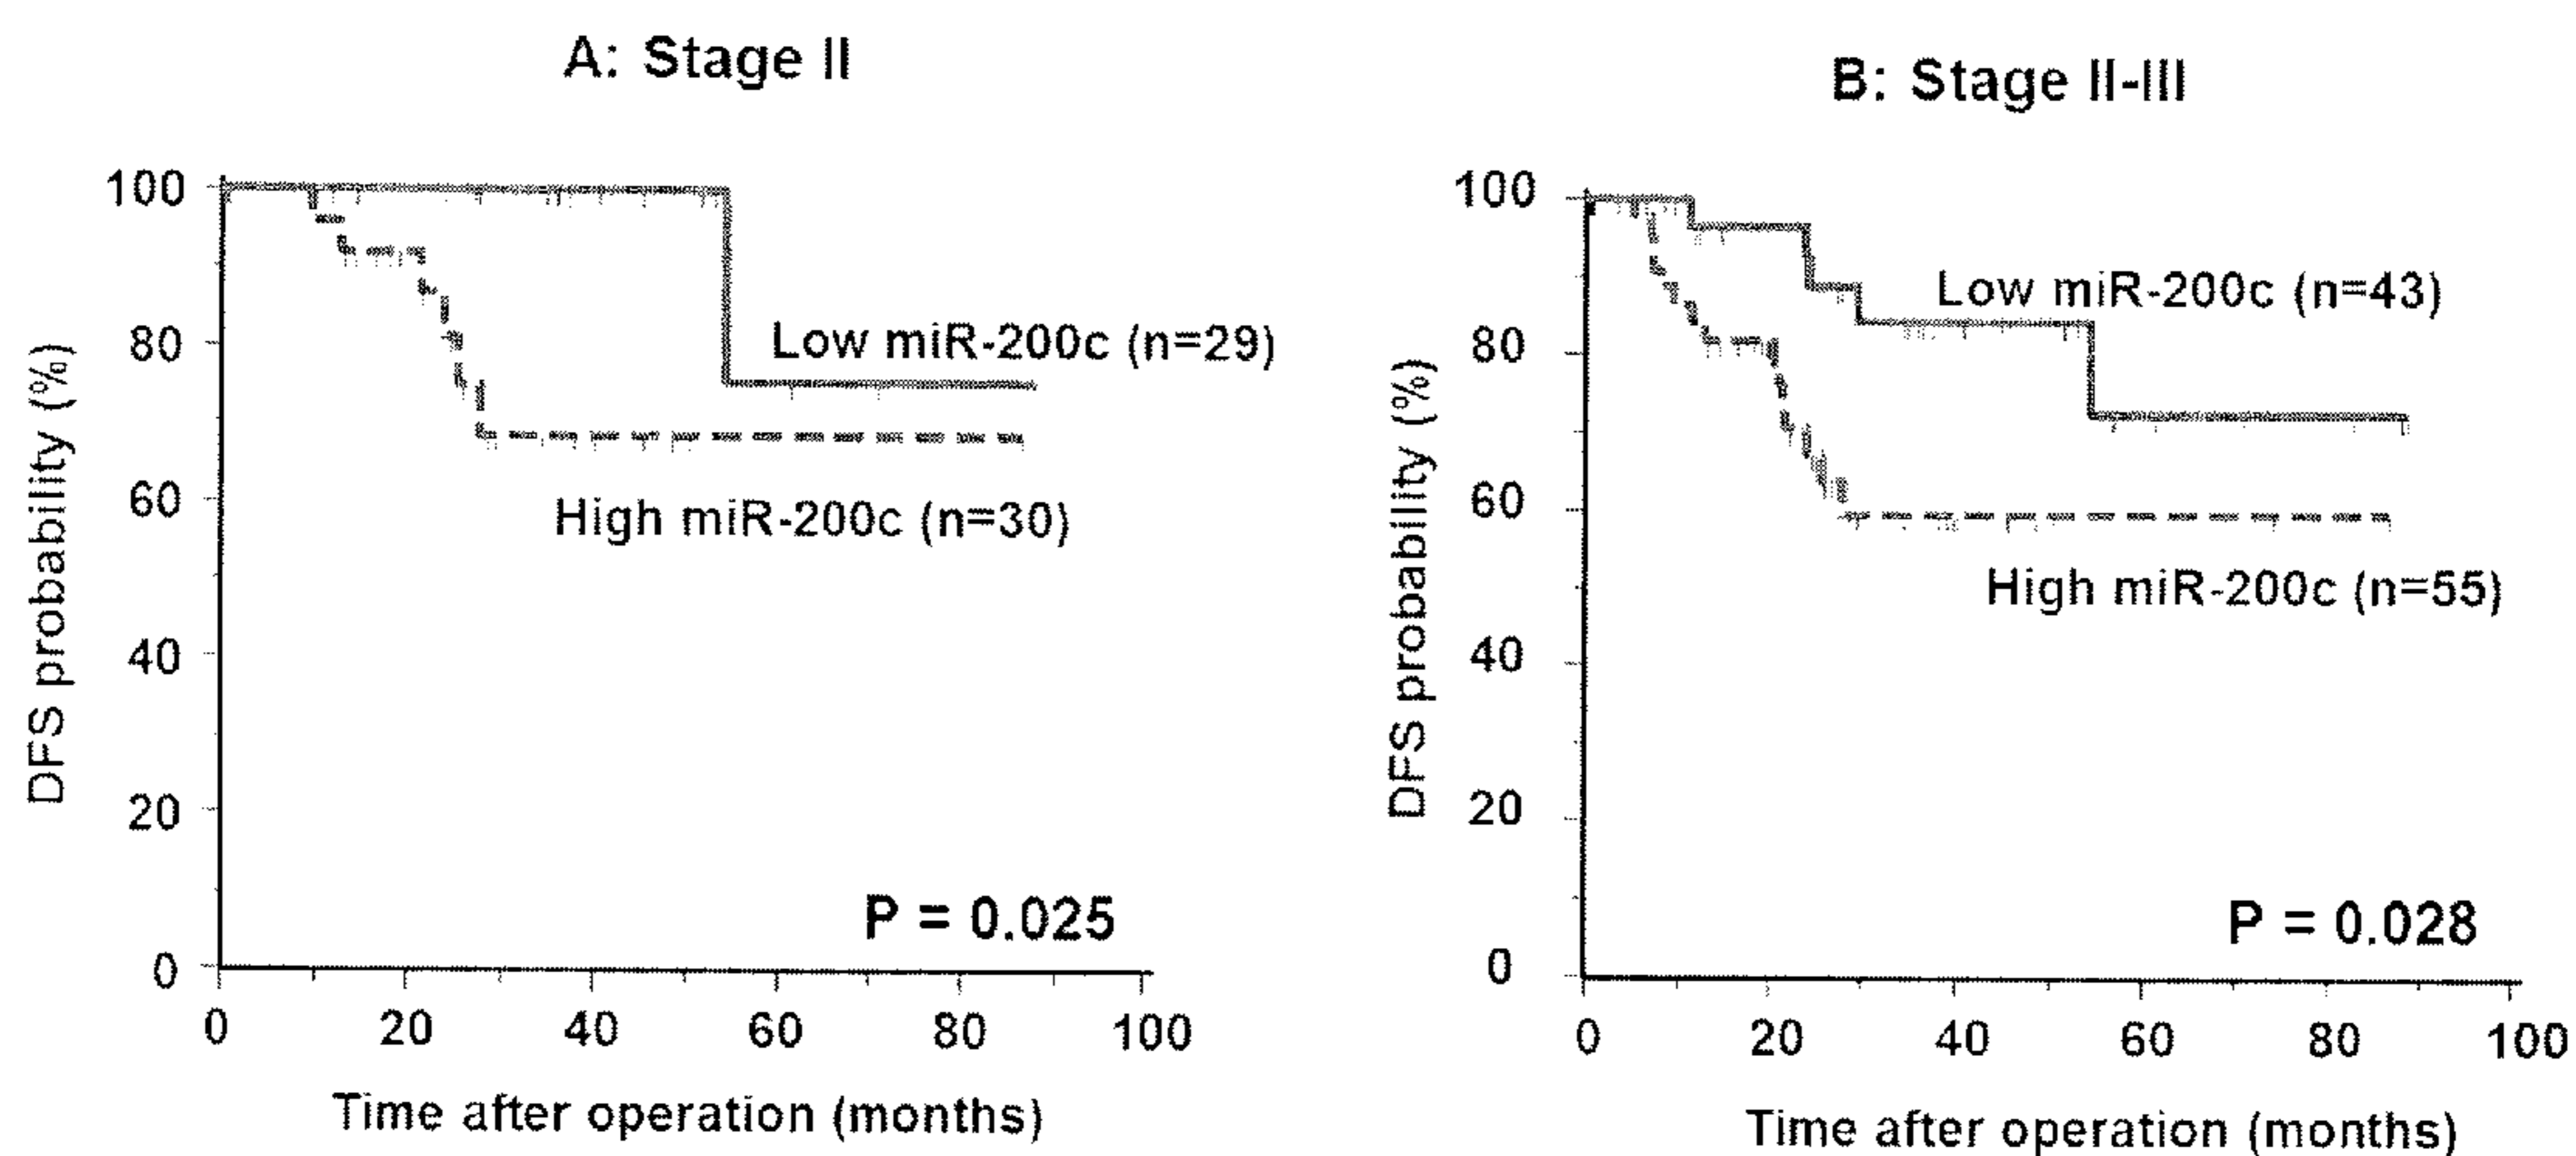 A: Stage II
DFS probability (%)
100
80
60
40
20
0
Low miR-200c (n=29)
High miR-200c (n=30)
P = 0.025
0 20 40 60 80 100
Time after operation (months)
B: Stage II-III
DFS probability (%)
100
80
60
40
20
0
Low miR-200c (n=43)
High miR-200c (n=55)
P = 0.028
0 20 40 60 80 100
Time after operation (months)